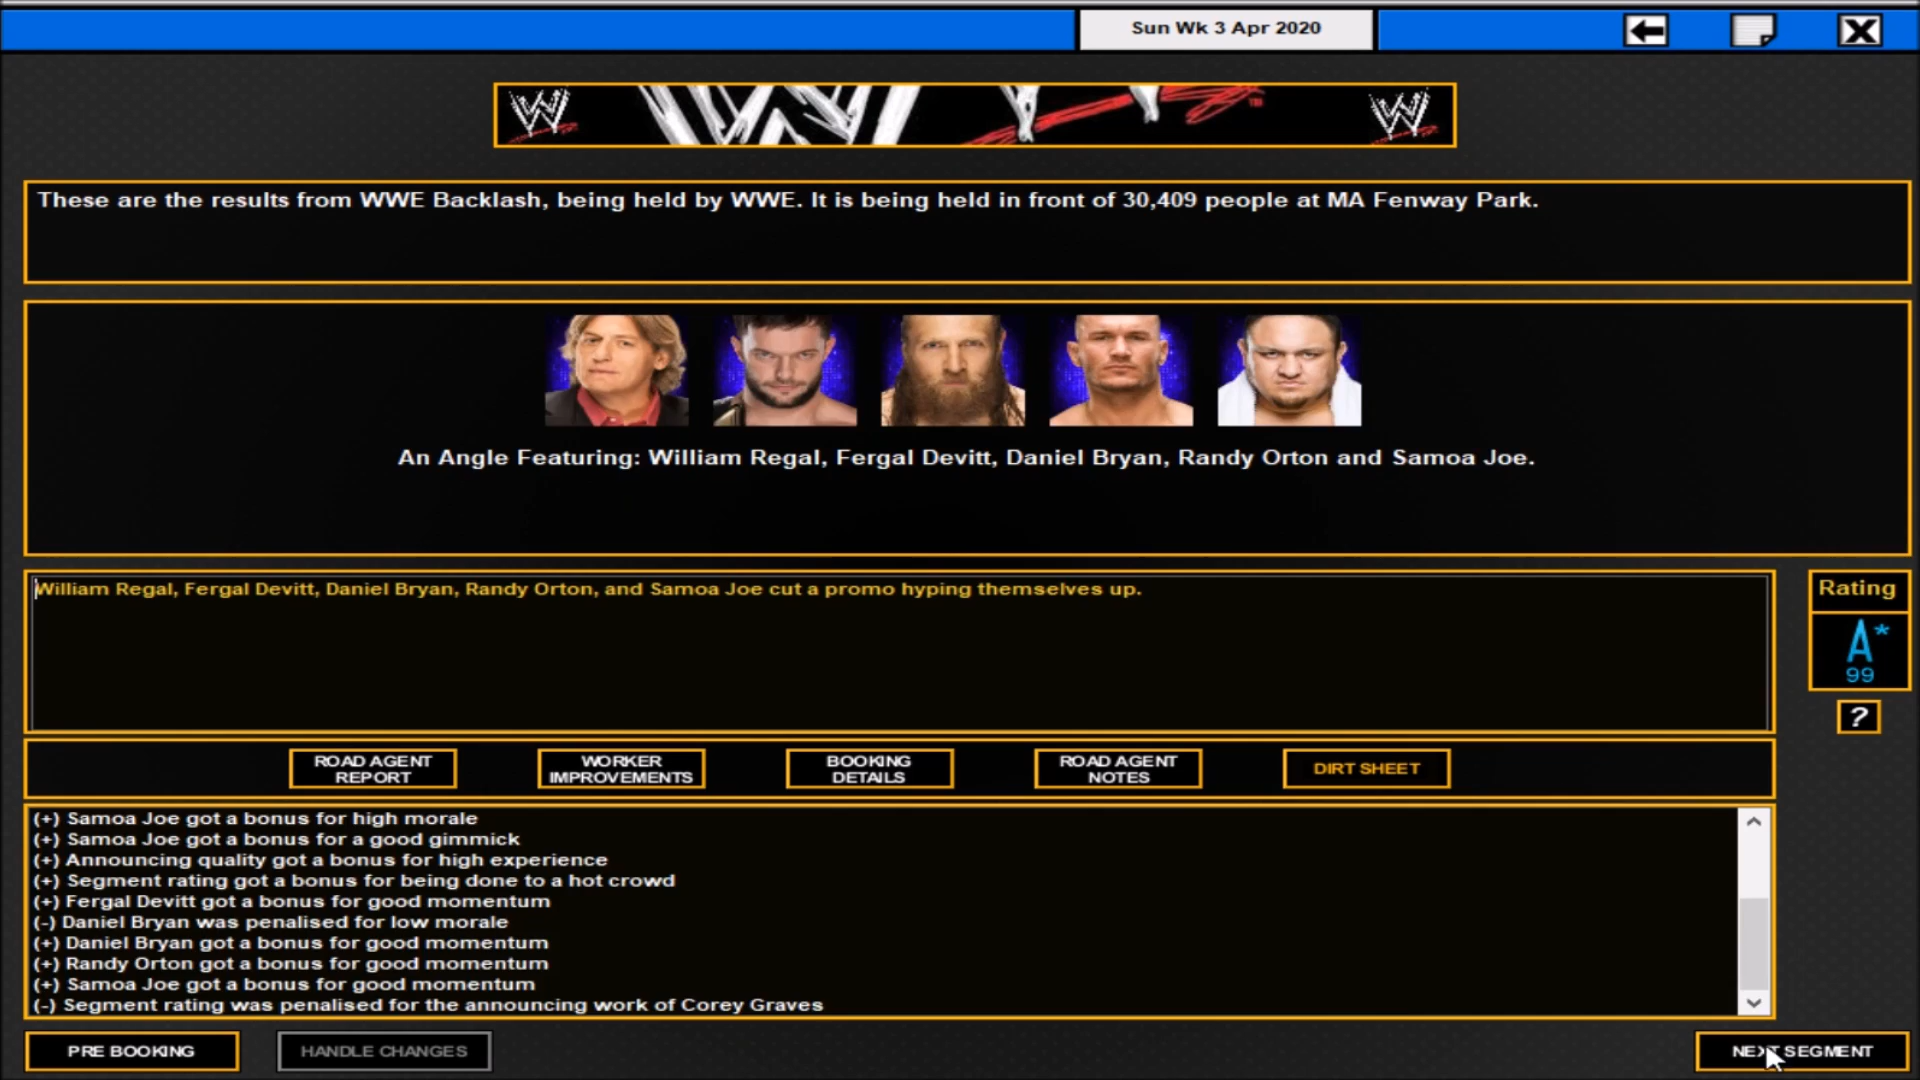 Sun Wk 3 Apr 2020
These are the results from WWE Backlash, being held by WWE. It is being held in front of 30,409 people at MA Fenway Park.
An Angle Featuring: William Regal, Fergal Devitt, Daniel Bryan, Randy Orton and Samoa Joe.
William Regal, Fergal Devitt, Daniel Bryan, Randy Orton, and Samoa Joe cut a promo hyping themselves up.
Rating
A*
99
?
ROAD AGENT
REPORT
WORKER
IMPROVEMENTS
BOOKING
DETAILS
ROAD AGENT
NOTES
DIRT SHEET
(+) Samoa Joe got a bonus for high morale
(+) Samoa Joe got a bonus for a good gimmick
(+) Announcing quality got a bonus for high experience
(+) Segment rating got a bonus for being done to a hot crowd
(+) Fergal Devitt got a bonus for good momentum
(-) Daniel Bryan was penalised for low morale
(+) Daniel Bryan got a bonus for good momentum
(+) Randy Orton got a bonus for good momentum
(+) Samoa Joe got a bonus for good momentum
(-) Segment rating was penalised for the announcing work of Corey Graves
PRE BOOKING
HANDLE CHANGES
NEXT SEGMENT